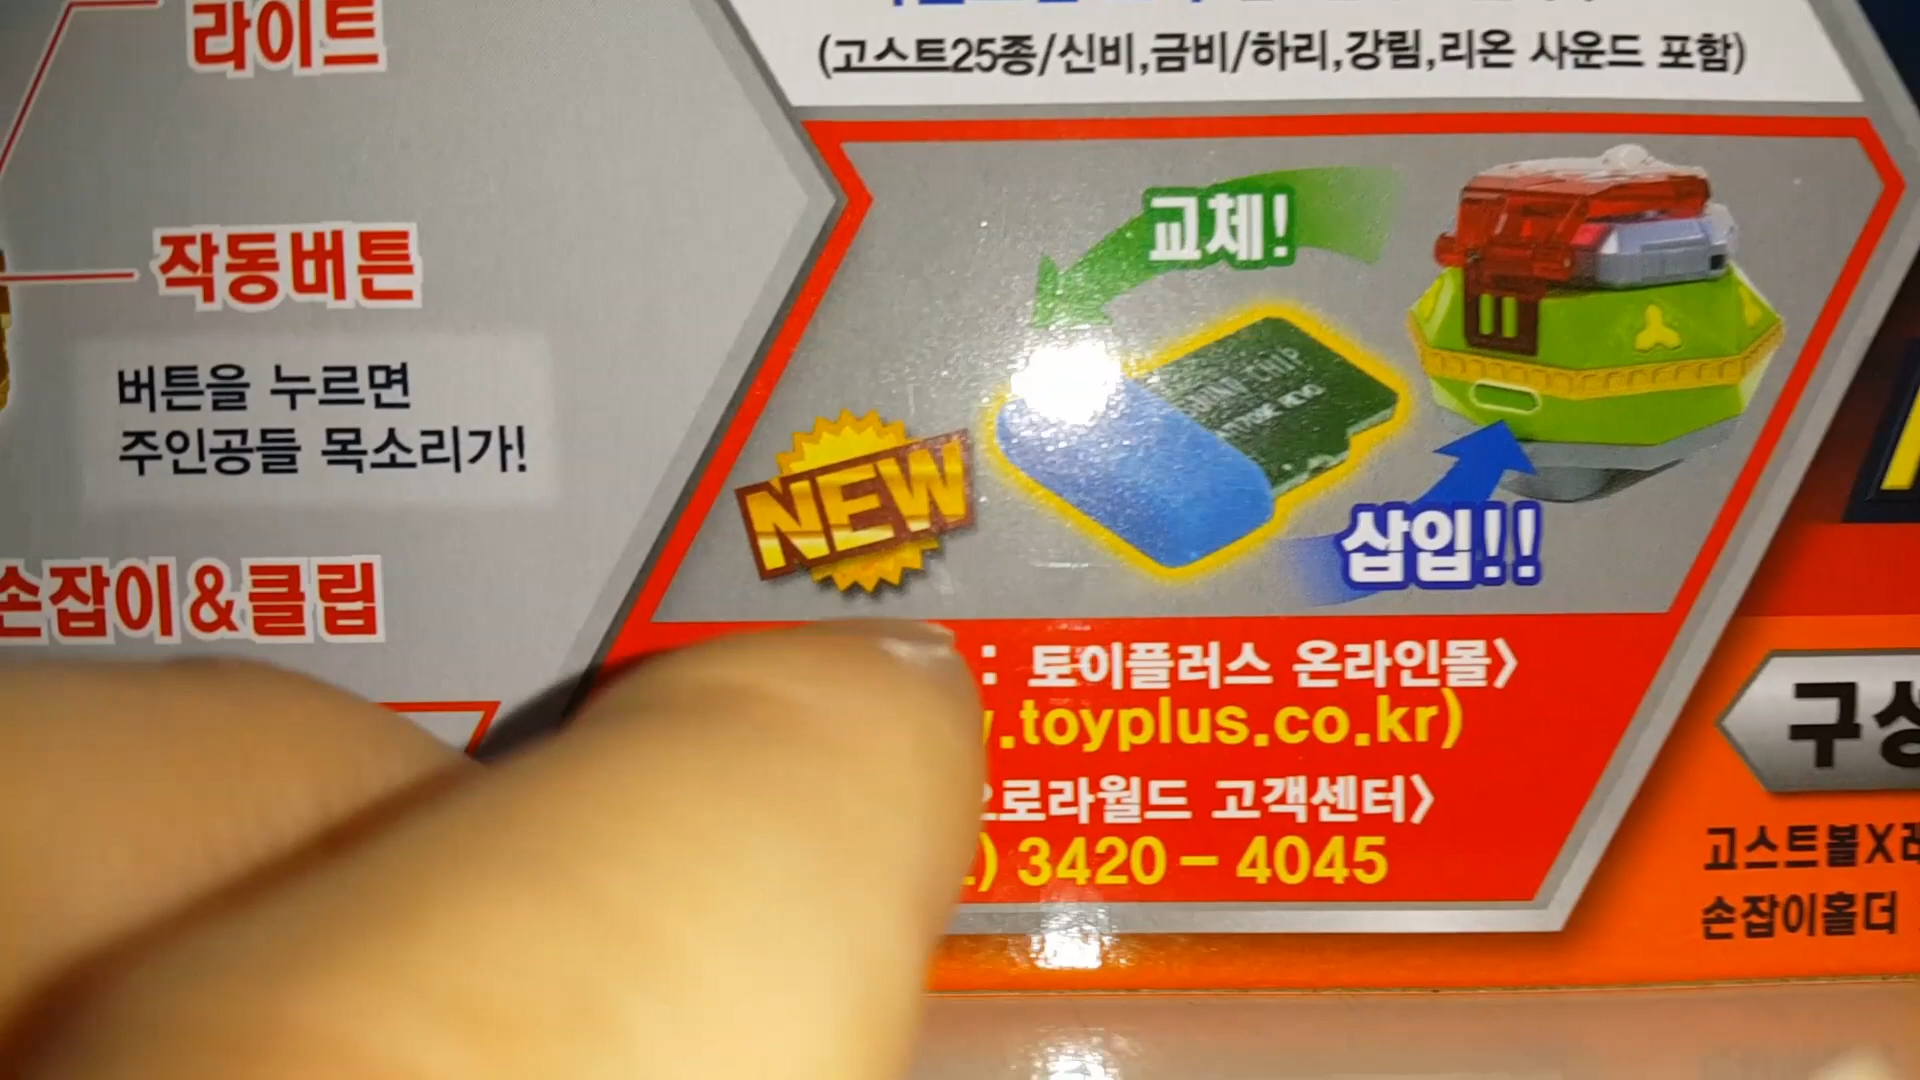 라이트
작동버튼
버튼을 누르면
주인공들 목소리가!
손잡이&클립
(고스트25종/신비,금비/하리,강림,리온 사운드 포함)
교체!
CHIP
NEW
삽입!!
: 토이플러스 온라인몰>
.toyplus.co.kr)
오로라월드 고객센터>
) 3420-4045
고스트볼X
손잡이홀더